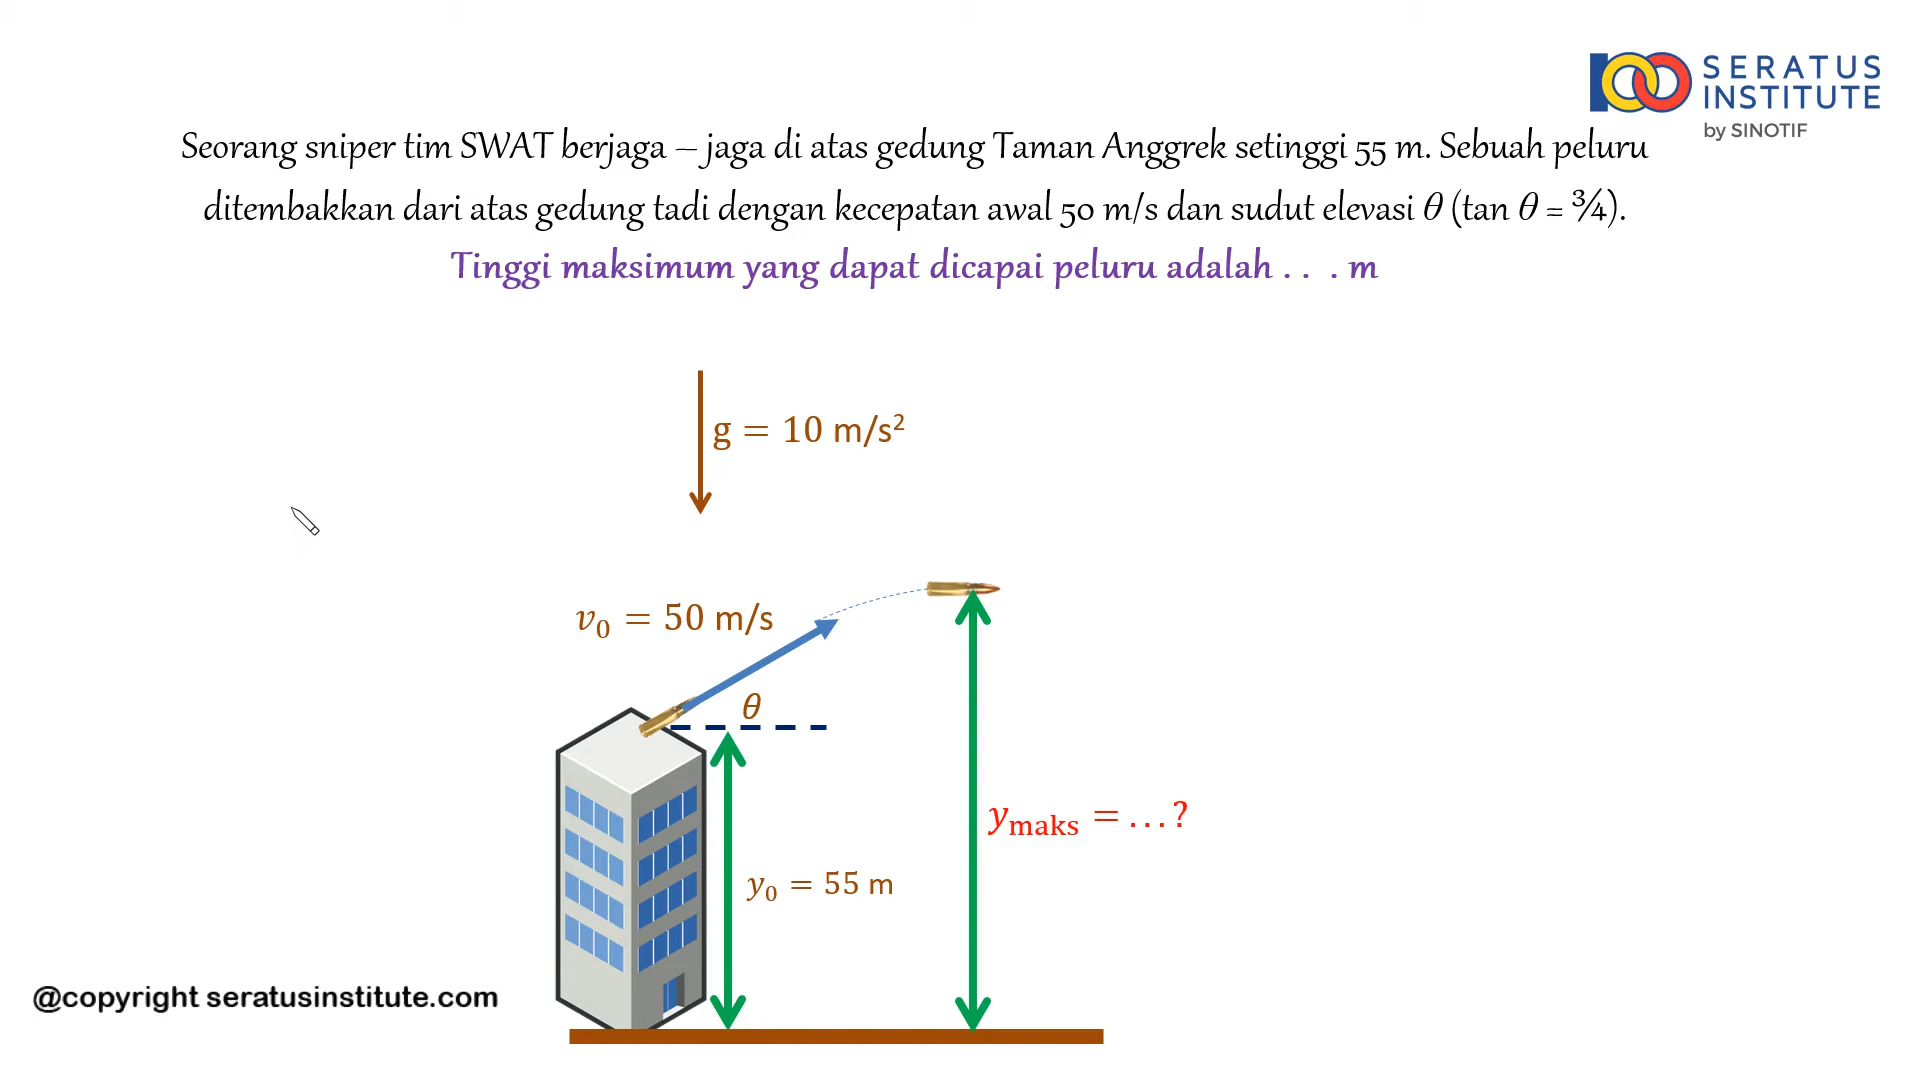 SERATUS
INSTITUTE
by SINOTIF
Seorang sniper tim SWAT berjaga – jaga di atas gedung Taman Anggrek setinggi 55 m. Sebuah peluru
ditembakkan dari atas gedung tadi dengan kecepatan awal 50 m/s dan sudut elevasi θ (tan θ = ¾).
Tinggi maksimum yang dapat dicapai peluru adalah . . . m
g = 10 m/s²
v₀ = 50 m/s
θ
y_maks = …?
y₀ = 55 m
@copyright seratusinstitute.com